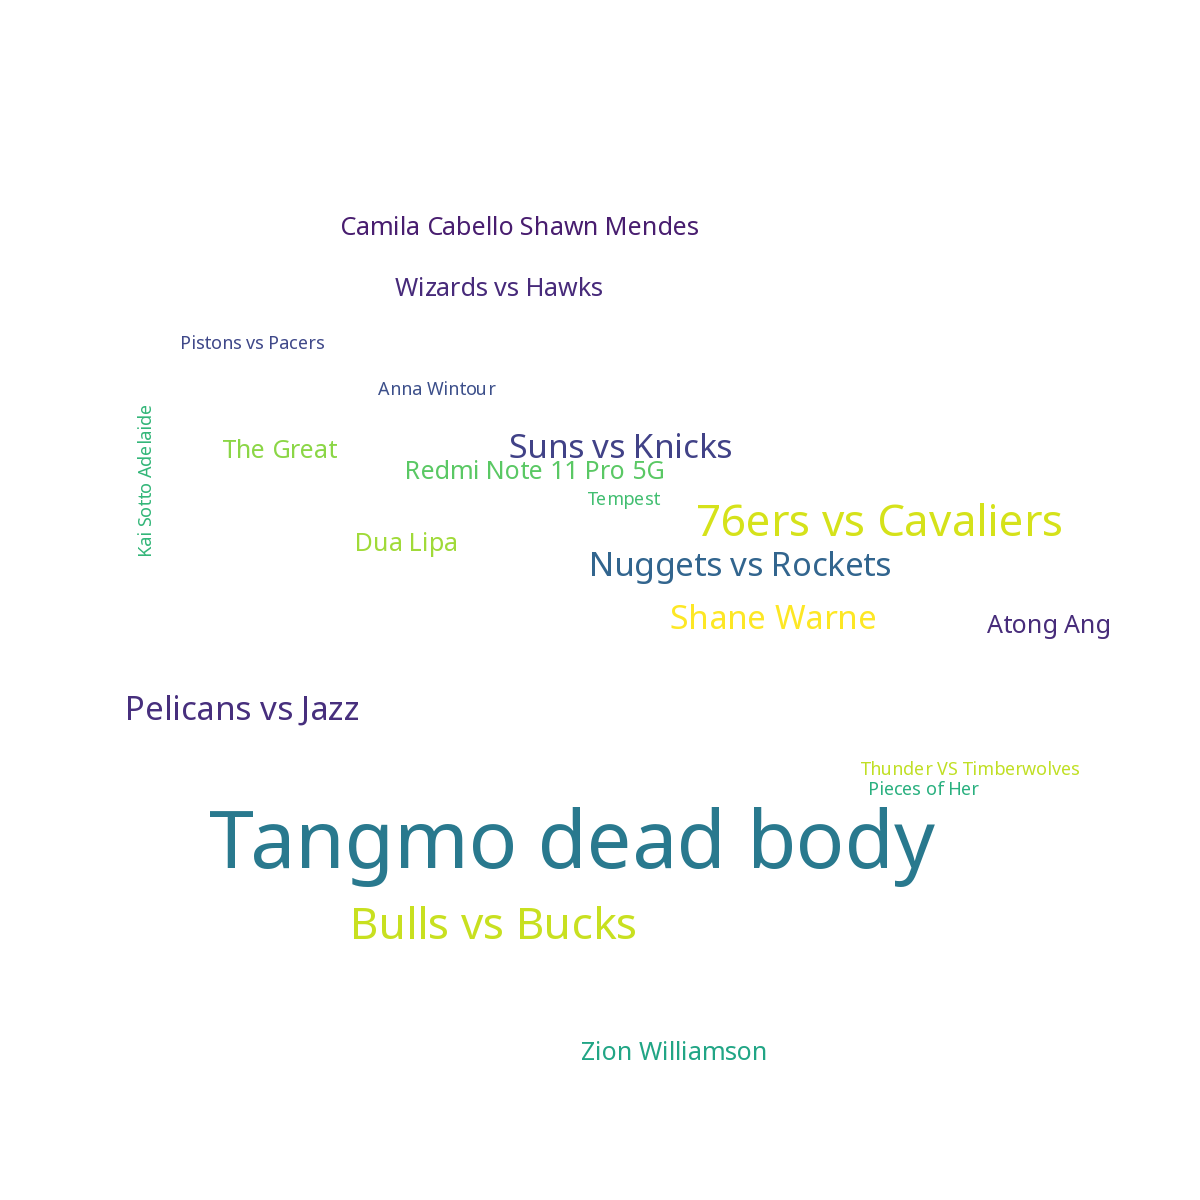 Camila Cabello Shawn Mendes
Wizards vs Hawks
Pistons vs Pacers
Anna Wintour
Kai Sotto Adelaide
The Great
Suns vs Knicks
Redmi Note 11 Pro 5G
Tempest
76ers vs Cavaliers
Dua Lipa
Nuggets vs Rockets
Shane Warne
Atong Ang
Pelicans vs Jazz
Thunder VS Timberwolves
Pieces of Her
Tangmo dead body
Bulls vs Bucks
Zion Williamson